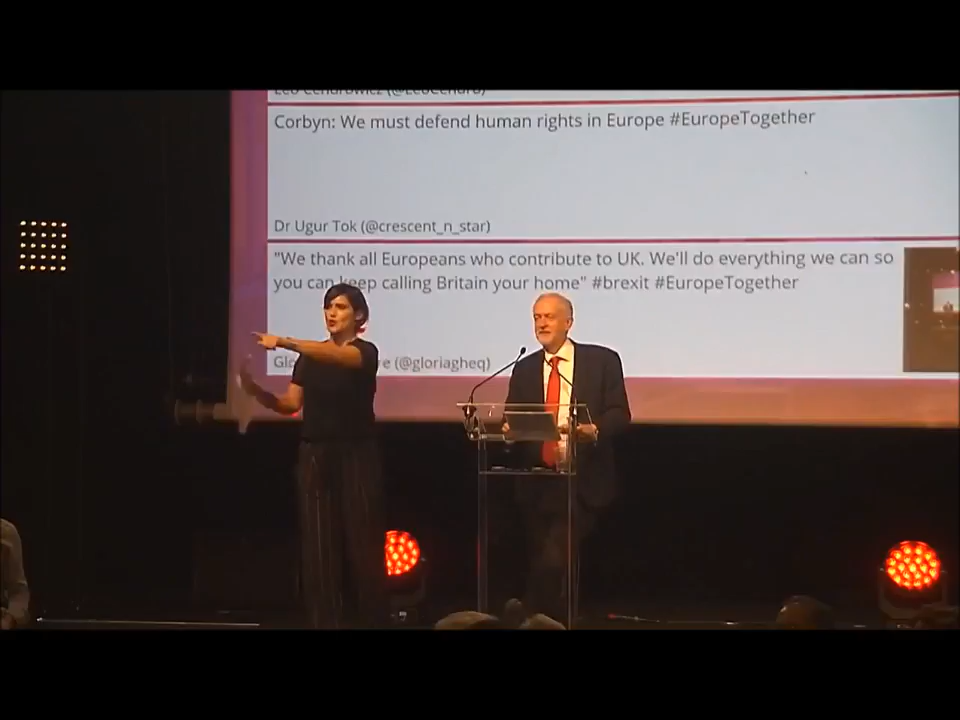 Corbyn: We must defend human rights in Europe #EuropeTogether
Dr Ugur Tok (@crescent_n_star)
"We thank all Europeans who contribute to UK. We'll do everything we can so
you can keep calling Britain your home" #brexit #EuropeTogether
(@gloriagheq)